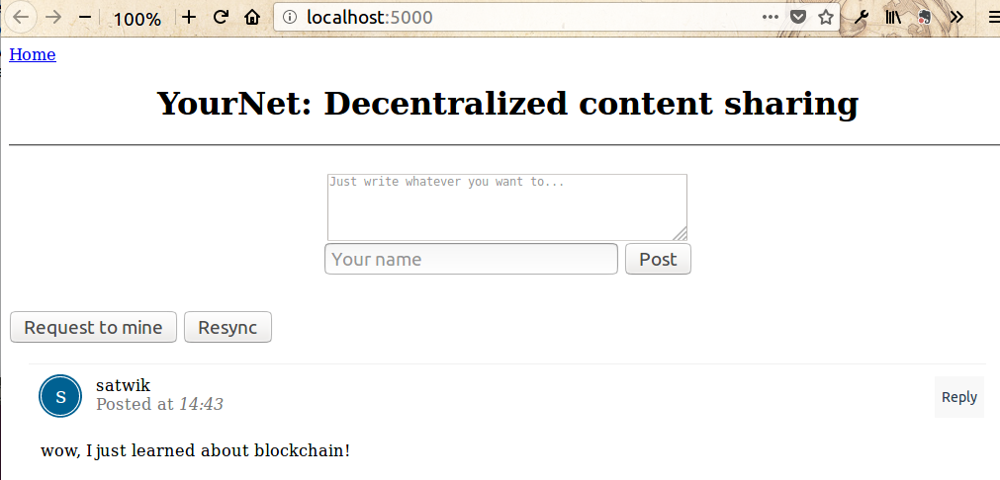 100%
localhost:5000
Home
YourNet: Decentralized content sharing
Just write whatever you want to...
Your name
Post
Request to mine
Resync
s
satwik
Posted at 14:43
Reply
wow, I just learned about blockchain!